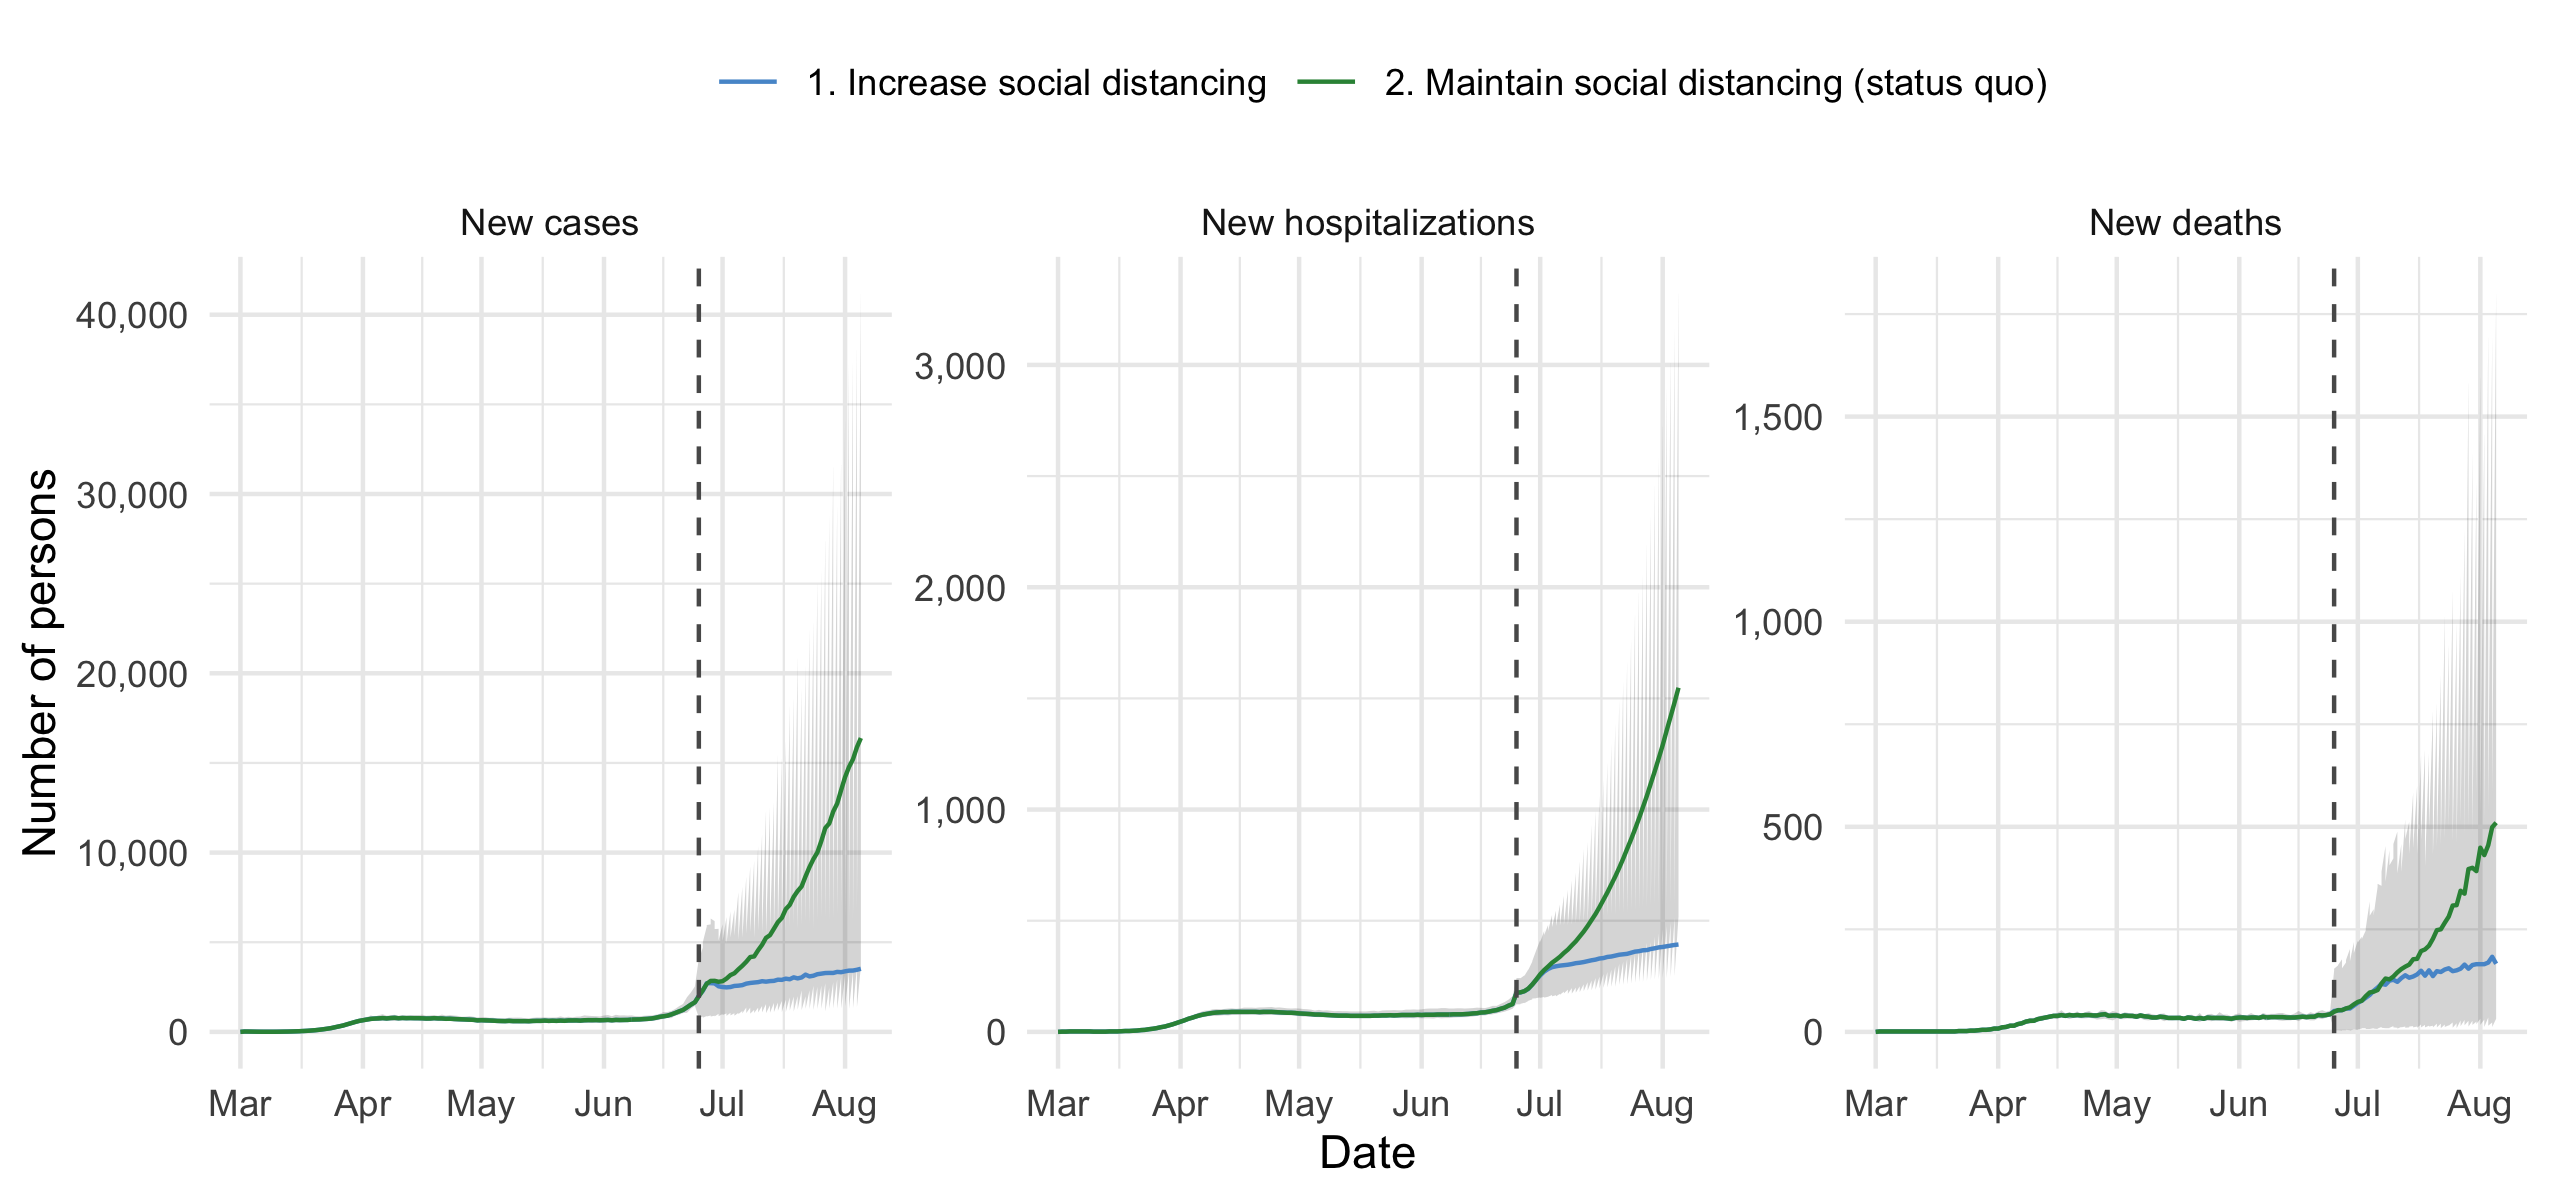 1. Increase social distancing 2. Maintain social distancing (status quo)
New cases New hospitalizations New deaths
Number of persons
40,000
30,000
20,000
10,000
0
3,000
2,000
1,000
0
1,500
1,000
500
0
Mar Apr May Jun Jul Aug Mar Apr May Jun Jul Aug Mar Apr May Jun Jul Aug
Date